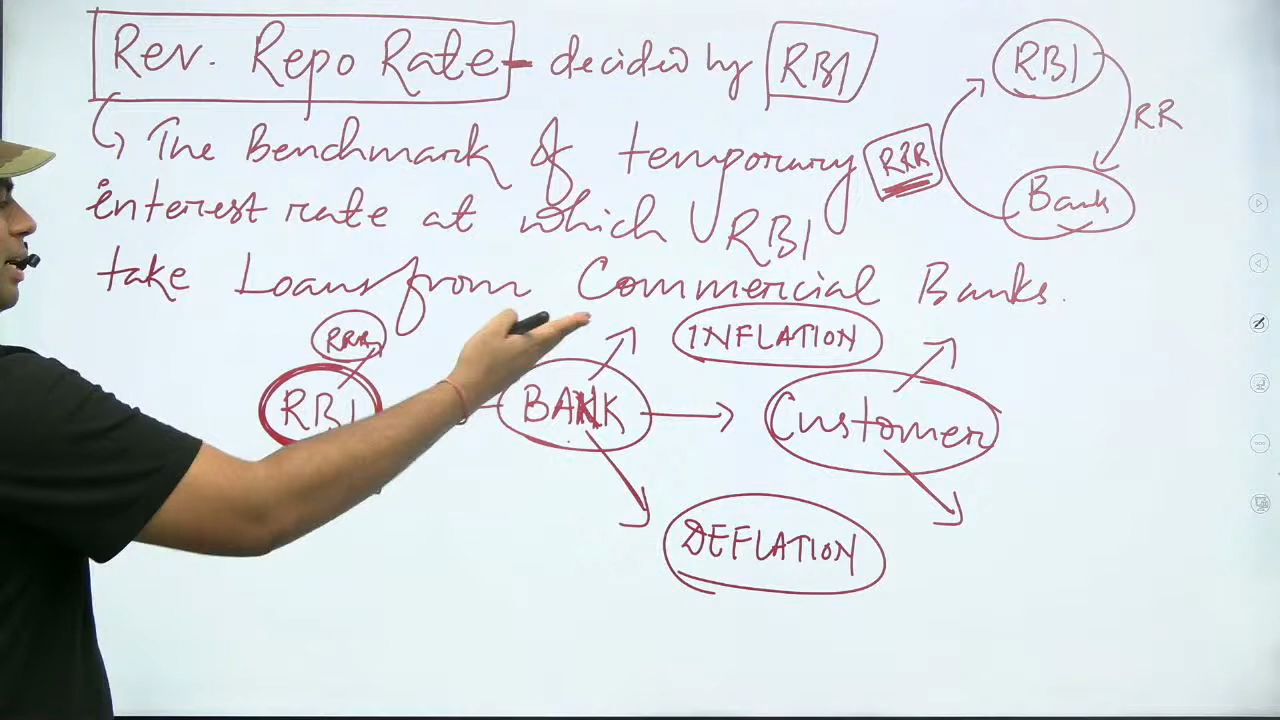 Rev. Repo Rate - decided by RBI
The Benchmark of temporary
interest rate at which RBI
take Loans from Commercial Banks.
RBI
RR
RRR
Bank
RRR
RBI
BANK
INFLATION
Customer
DEFLATION